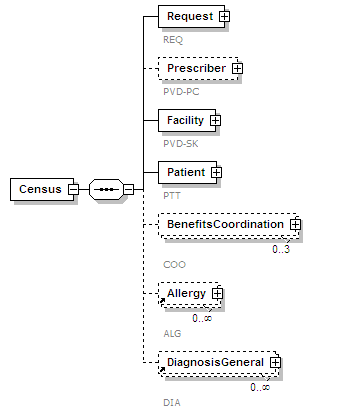 Request
REQ
Prescriber
PVD-PC
Facility
PVD-SK
Patient
PTT
Census
BenefitsCoordination
0..3
COO
Allergy
0..∞
ALG
DiagnosisGeneral
0..∞
DIA